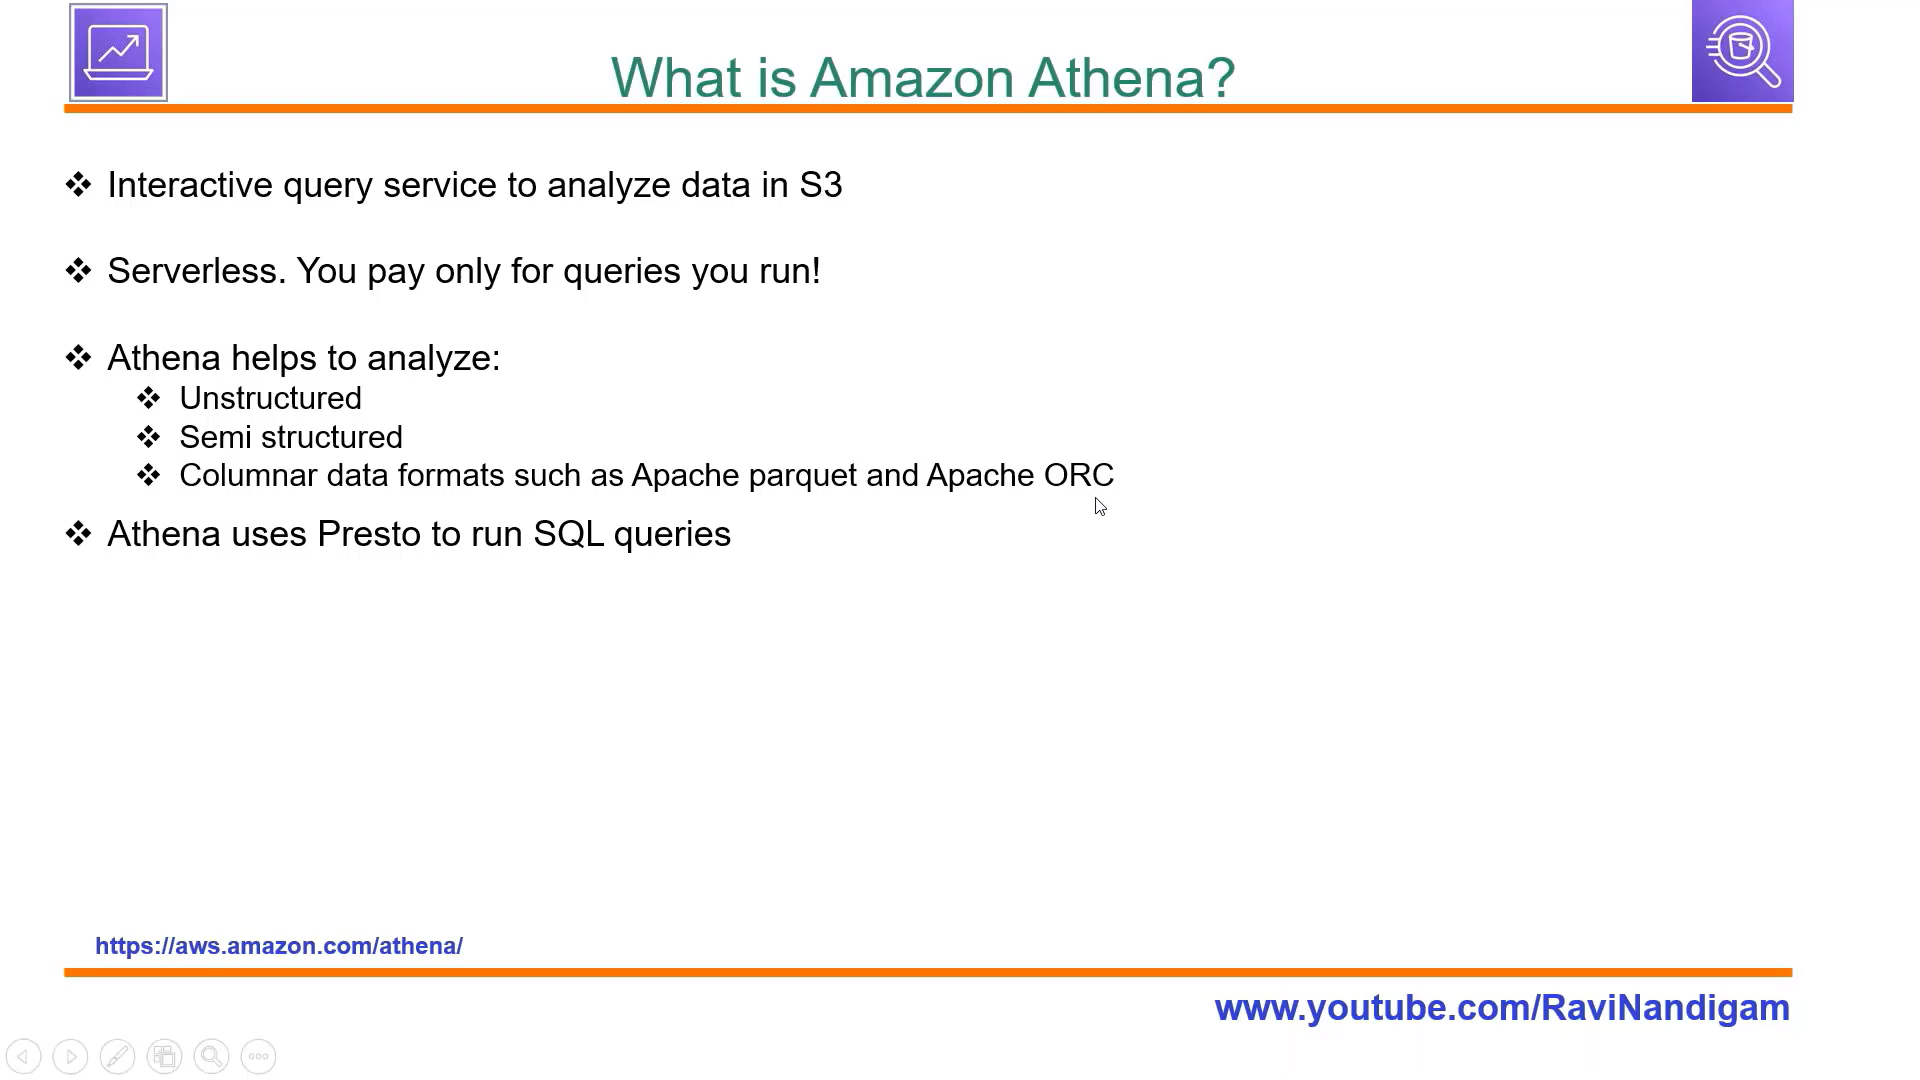 What is Amazon Athena?
❖ Interactive query service to analyze data in S3
❖ Serverless. You pay only for queries you run!
❖ Athena helps to analyze:
❖ Unstructured
❖ Semi structured
❖ Columnar data formats such as Apache parquet and Apache ORC
❖ Athena uses Presto to run SQL queries
https://aws.amazon.com/athena/
www.youtube.com/RaviNandigam